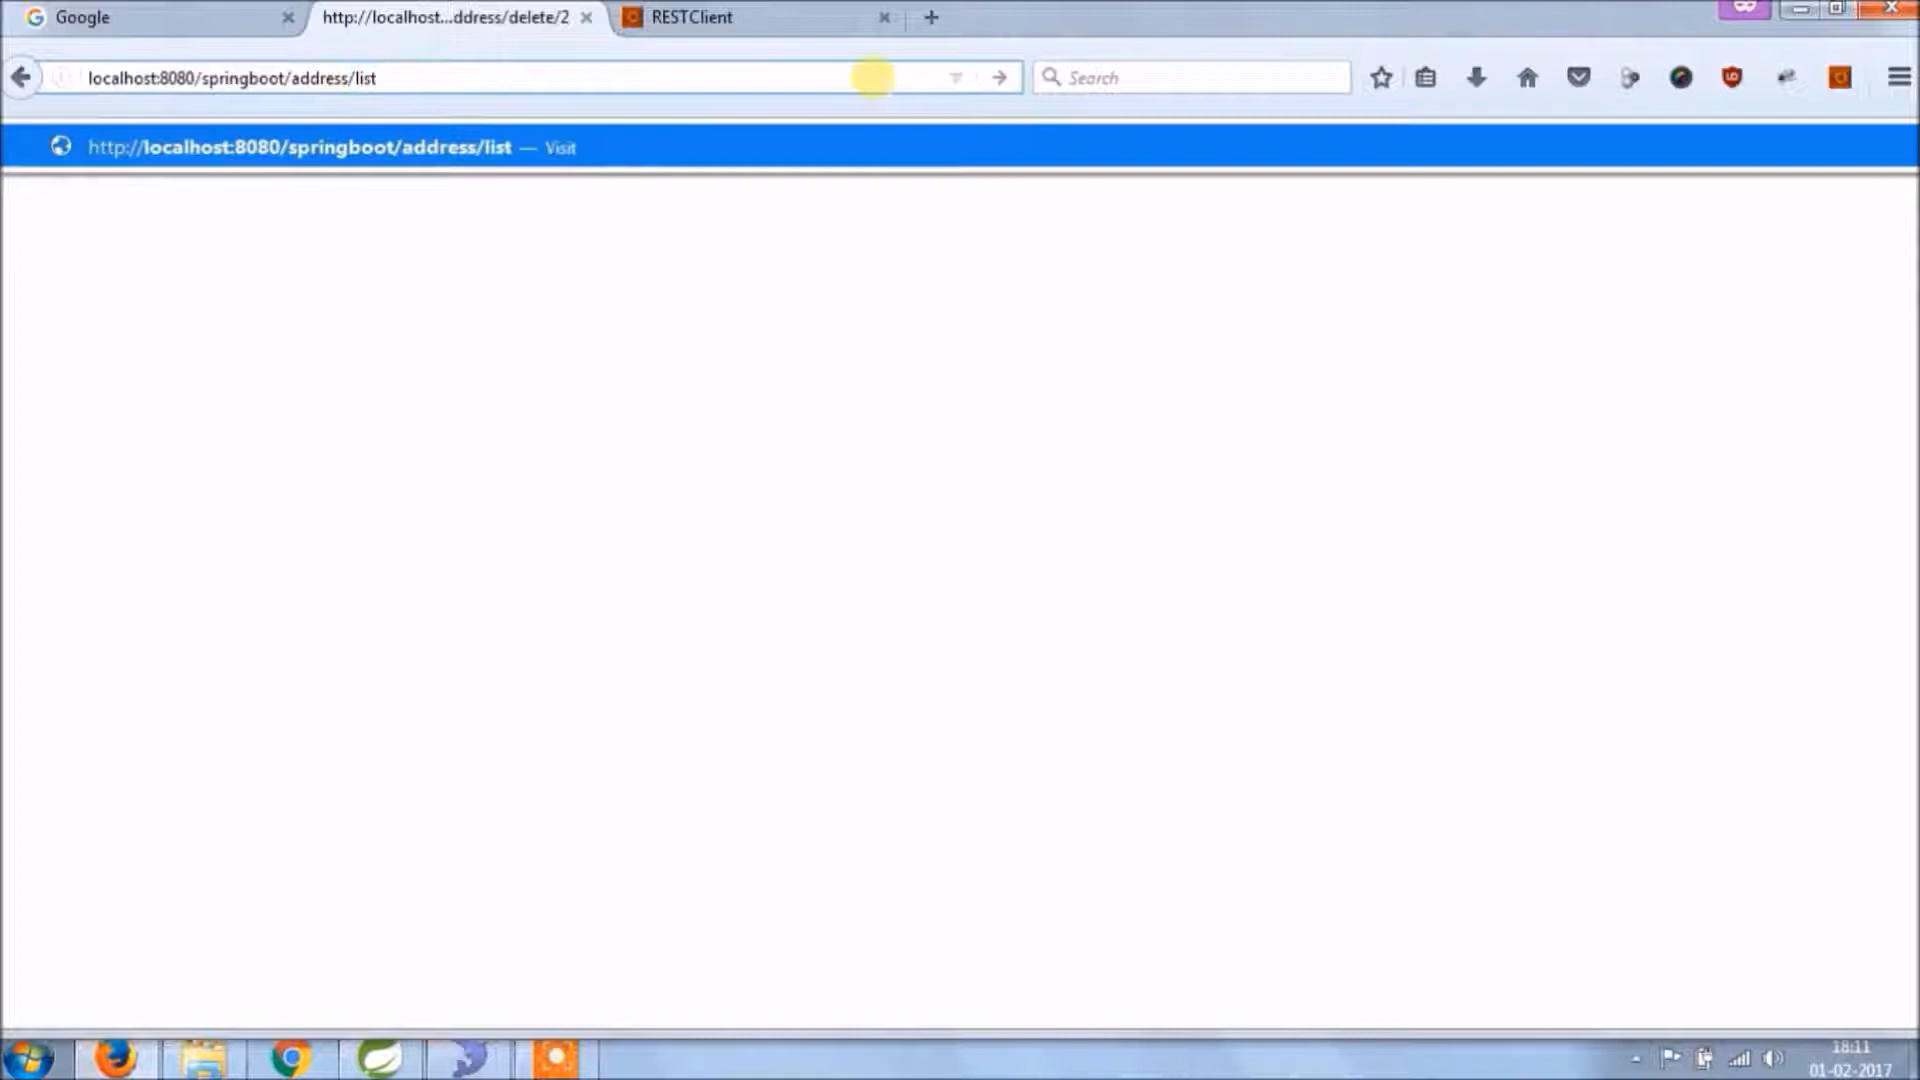 Google
http://localhost...ddress/delete/2
RESTClient
localhost:8080/springboot/address/list
Search
http://localhost:8080/springboot/address/list — Visit
18:11
01-02-2017